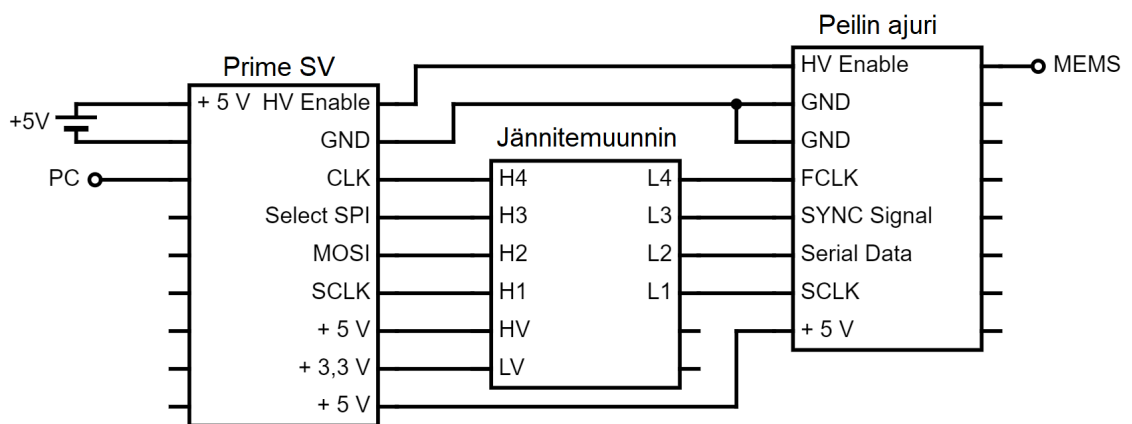 Peilin ajuri
Prime SV
HV Enable
MEMS
+ 5 V HV Enable
GND
+5V
GND
Jännitemuunnin
GND
PC
CLK
H4
L4
FCLK
Select SPI
H3
L3
SYNC Signal
MOSI
H2
L2
Serial Data
SCLK
H1
L1
SCLK
+ 5 V
HV
+ 5 V
+ 3,3 V
LV
+ 5 V